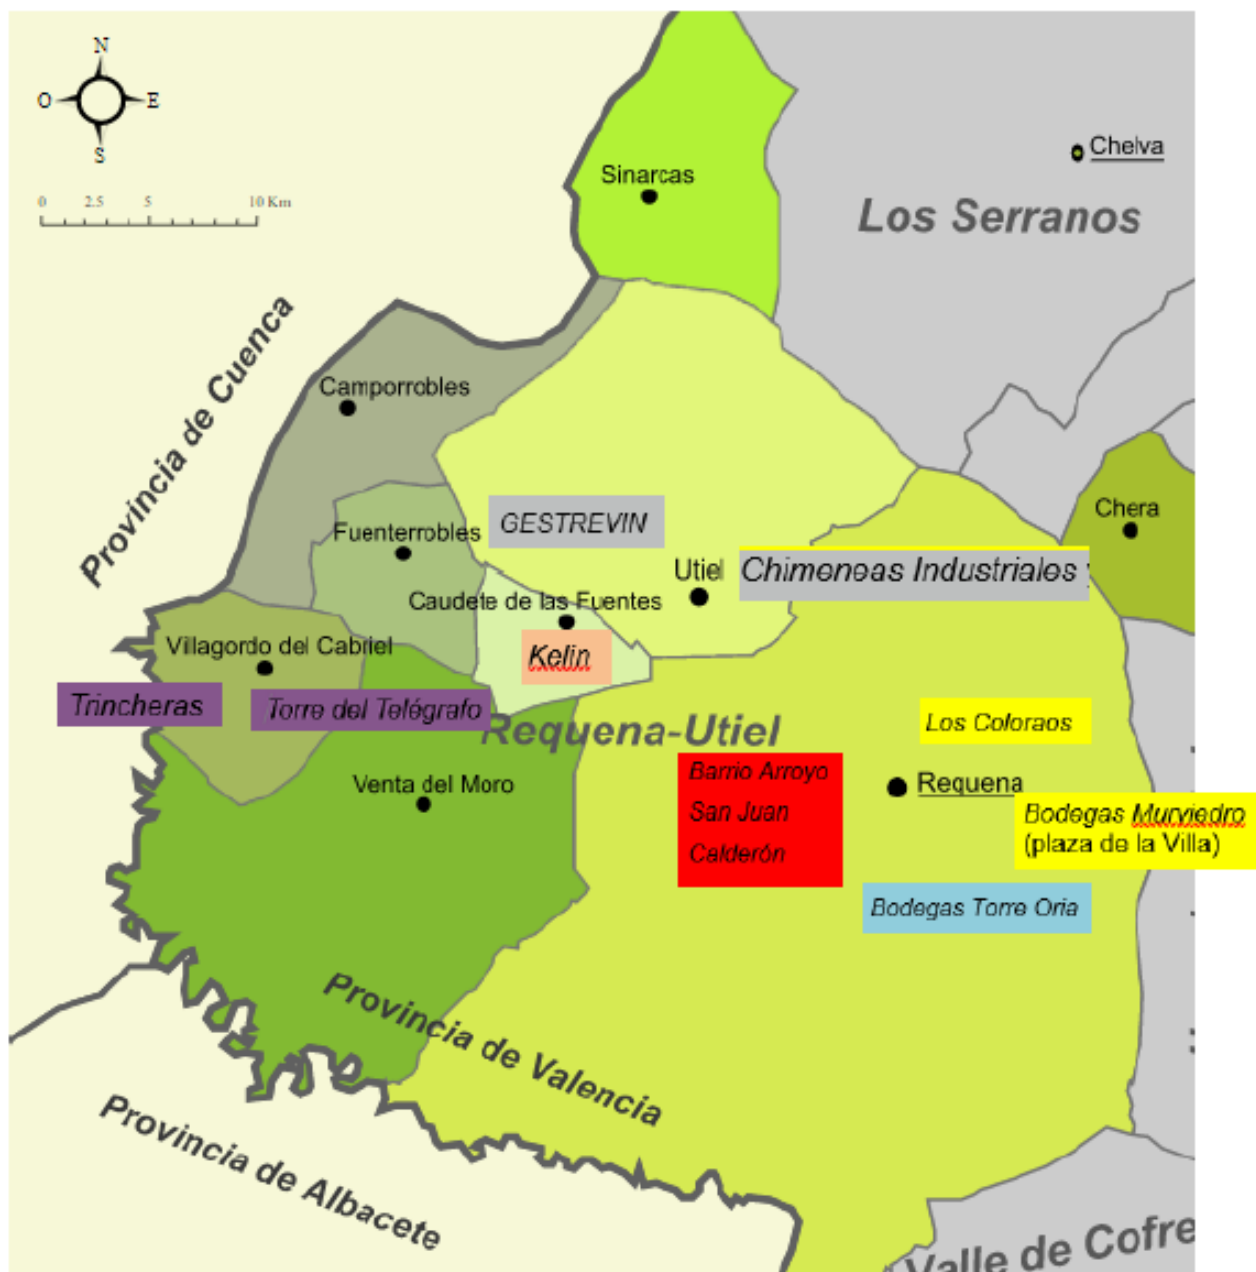 N
O
E
S
0 2.5 5 10 Km
Chelva
Sinarcas
Los Serranos
Provincia de Cuenca
Camporrobles
Chera
GESTREVIN
Fuenterrobles
Utiel
Chimeneas Industriales y
Caudete de las Fuentes
Kelin
Villagordo del Cabriel
Trincheras
Torre del Telégrafo
Requena-Utiel
Los Coloraos
Barrio Arroyo
San Juan
Calderón
Venta del Moro
Requena
Bodegas Murviedro
(plaza de la Villa)
Bodegas Torre Oria
Provincia de Valencia
Provincia de Albacete
Valle de Cofre